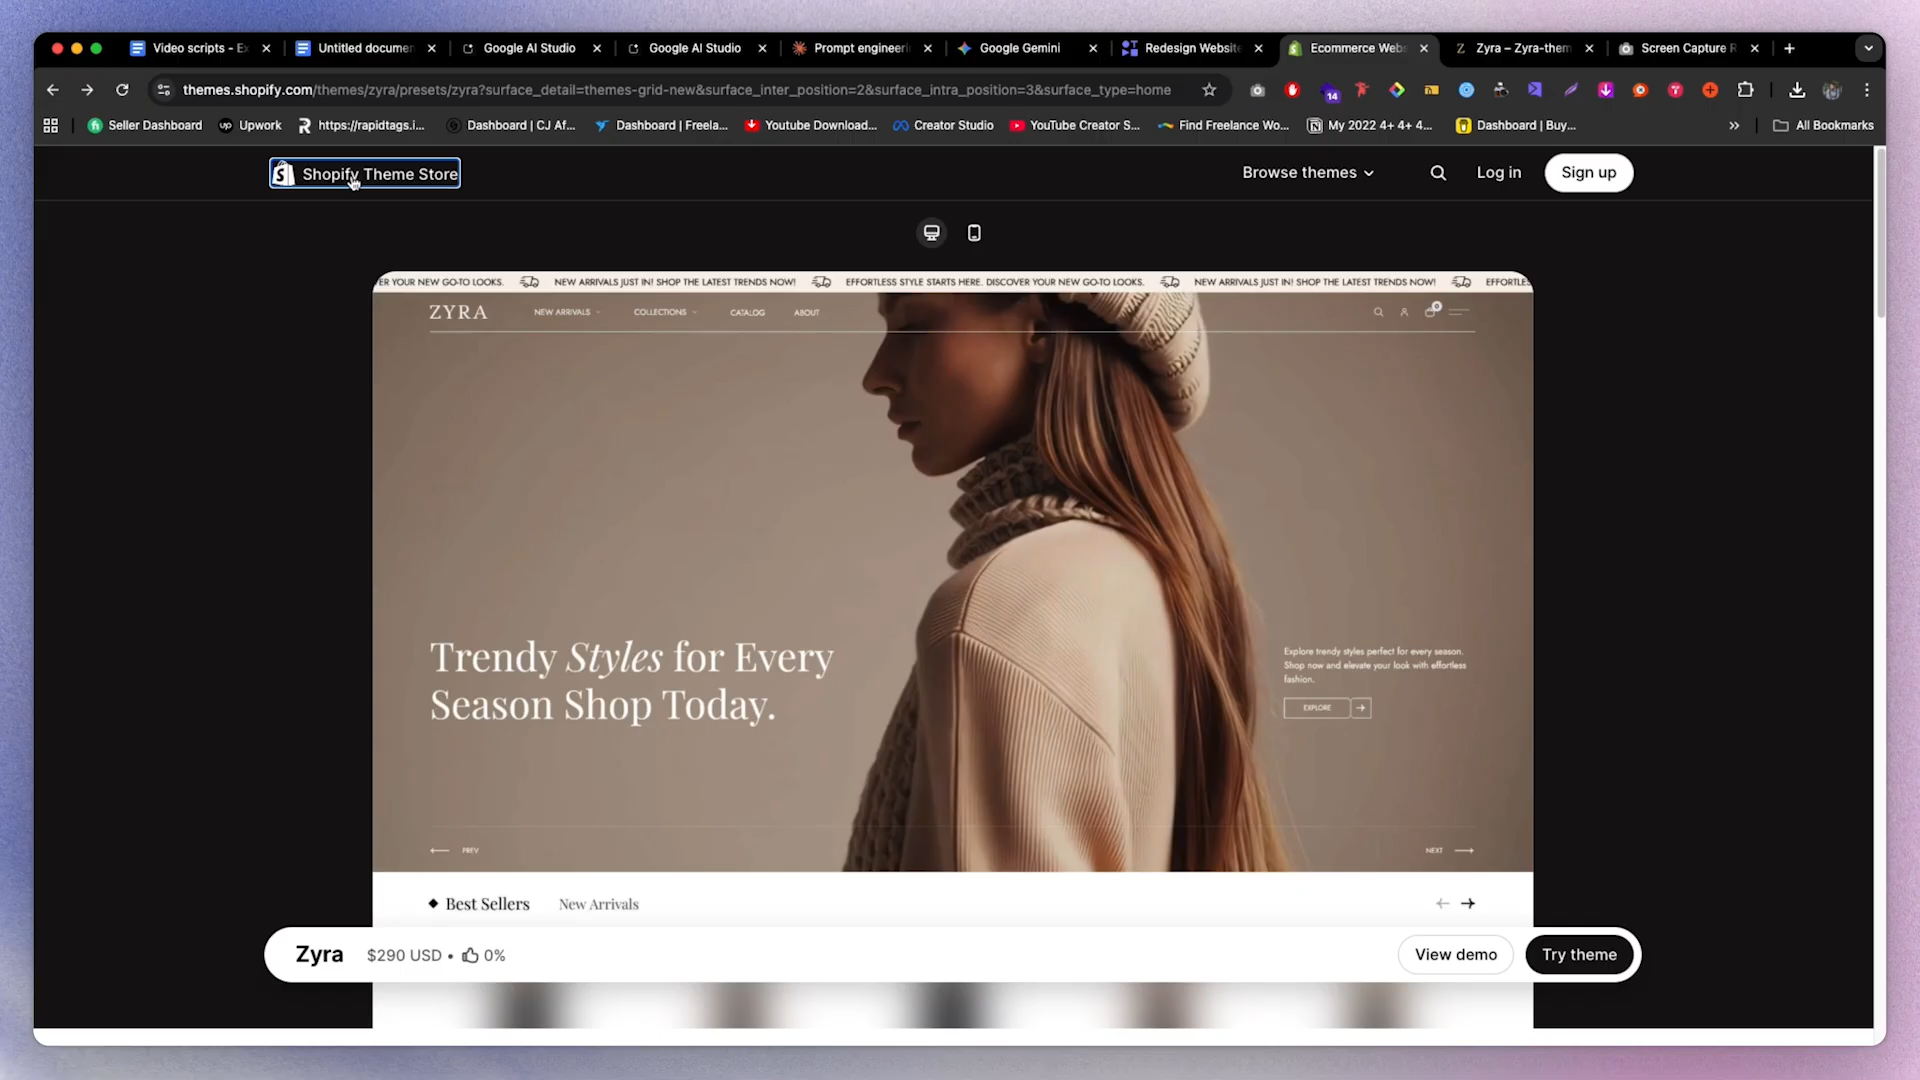 Video scripts - Ex
Untitled documen
Google AI Studio
Google AI Studio
Prompt engineeri
Google Gemini
Redesign Website
Ecommerce Webs
Zyra – Zyra-them
Screen Capture R
themes.shopify.com/themes/zyra/presets/zyra?surface_detail=themes-grid-new&surface_inter_position=2&surface_intra_position=3&surface_type=home
14
Seller Dashboard
Upwork
https://rapidtags.i...
Dashboard | CJ Af...
Dashboard | Freela...
Youtube Download...
Creator Studio
YouTube Creator S...
Find Freelance Wo...
My 2022 4+ 4+ 4...
Dashboard | Buy...
All Bookmarks
Shopify Theme Store
Browse themes
Log in
Sign up
ER YOUR NEW GO-TO LOOKS. NEW ARRIVALS JUST IN! SHOP THE LATEST TRENDS NOW! EFFORTLESS STYLE STARTS HERE. DISCOVER YOUR NEW GO-TO LOOKS. NEW ARRIVALS JUST IN! SHOP THE LATEST TRENDS NOW! EFFORTLES
ZYRA
NEW ARRIVALS
COLLECTIONS
CATALOG
ABOUT
0
Trendy Styles for Every
Season Shop Today.
Explore trendy styles perfect for every season.
Shop now and elevate your look with effortless
fashion.
EXPLORE
PREV
NEXT
Best Sellers
New Arrivals
Zyra
$290 USD • 0%
View demo
Try theme